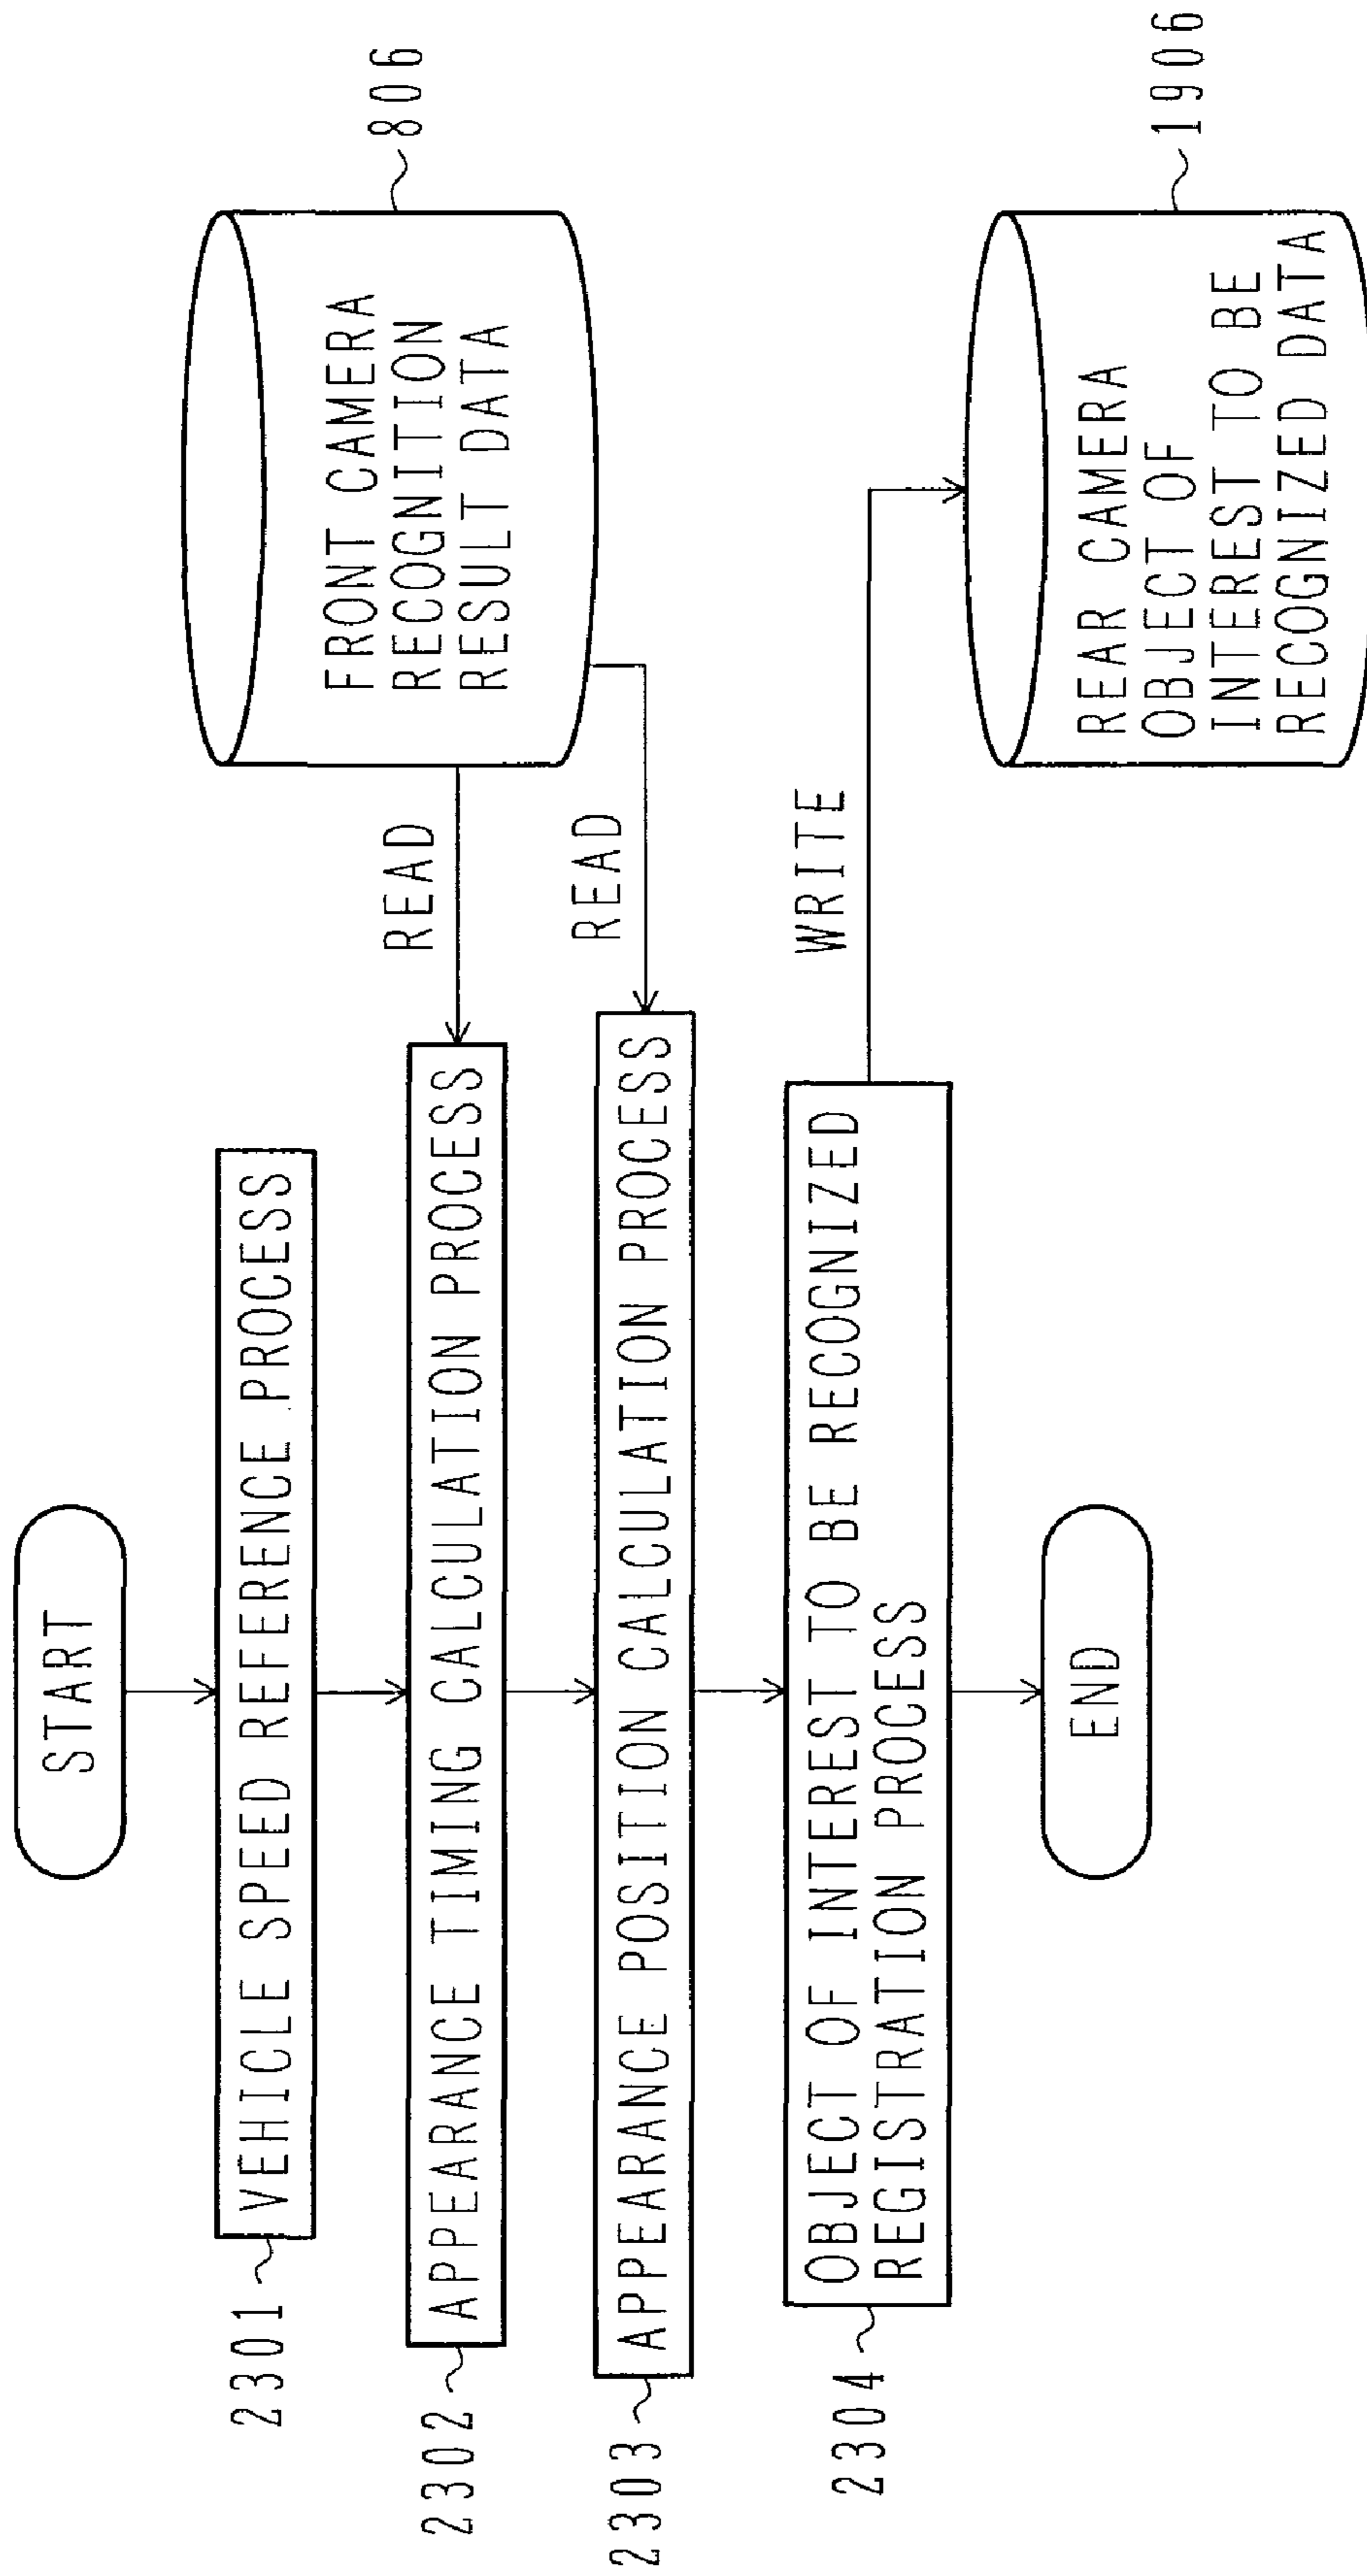 START
2301
VEHICLE SPEED REFERENCE PROCESS
2302
APPEARANCE TIMING CALCULATION PROCESS
READ
FRONT CAMERA
RECOGNITION
RESULT DATA
806
2303
APPEARANCE POSITION CALCULATION PROCESS
READ
2304
OBJECT OF INTEREST TO BE RECOGNIZED
REGISTRATION PROCESS
WRITE
REAR CAMERA
OBJECT OF
INTEREST TO BE
RECOGNIZED DATA
1906
END